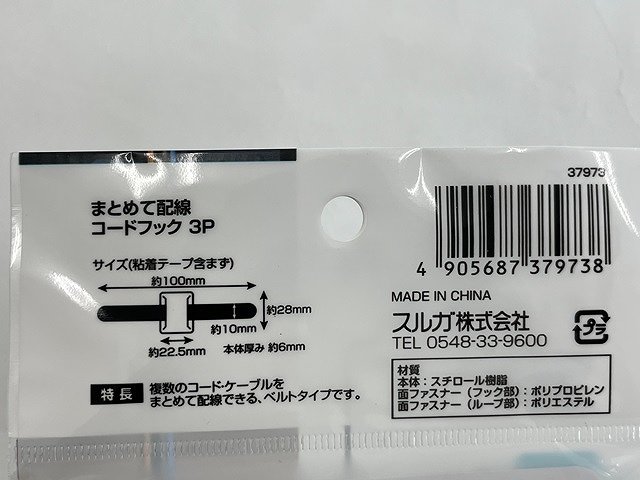 まとめて配線
コードフック 3P
サイズ(粘着テープ含まず)
約100mm
約28mm
約10mm
約22.5mm
本体厚み 約6mm
特長
複数のコード・ケーブルを
まとめて配線できる、ベルトタイプです。
37973
4 905687 379738
MADE IN CHINA
スルガ株式会社
TEL 0548-33-9600
プラ
材質
本体：スチロール樹脂
面ファスナー（フック部）：ポリプロピレン
面ファスナー（ループ部）：ポリエステル